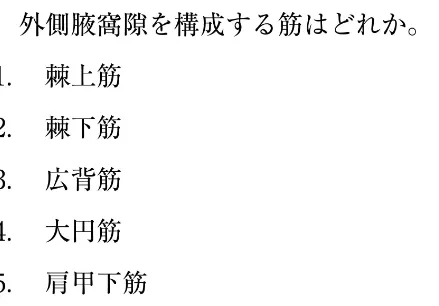 外側腋窩隙を構成する筋はどれか。
1. 棘上筋
2. 棘下筋
3. 広背筋
4. 大円筋
5. 肩甲下筋